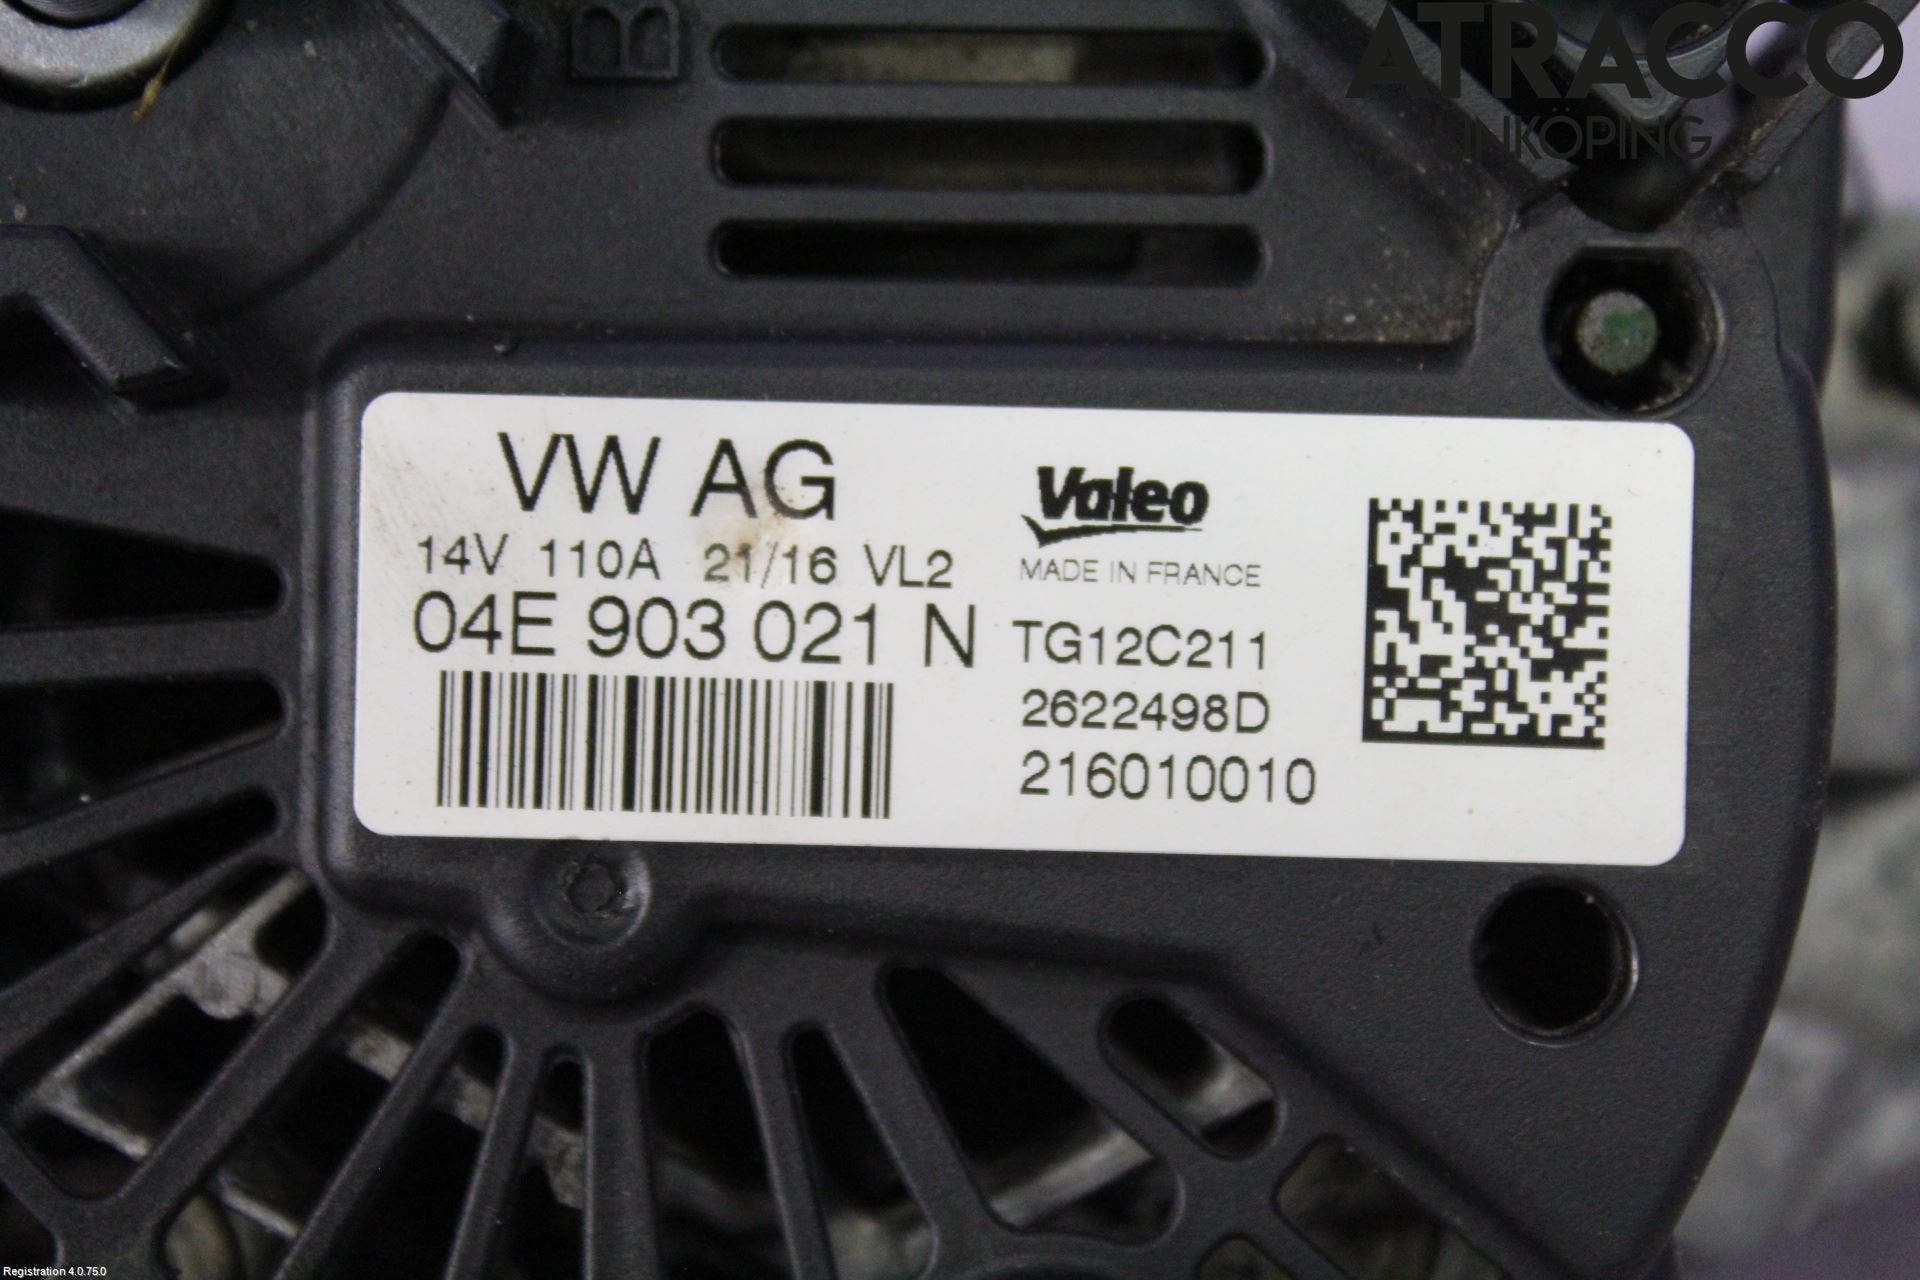 B
ATRACCO
LINKÖPING
VW AG
14V 110A 21/16 VL2
04E 903 021 N
Valeo
MADE IN FRANCE
TG12C211
2622498D
216010010
Registration 4.0.75.0